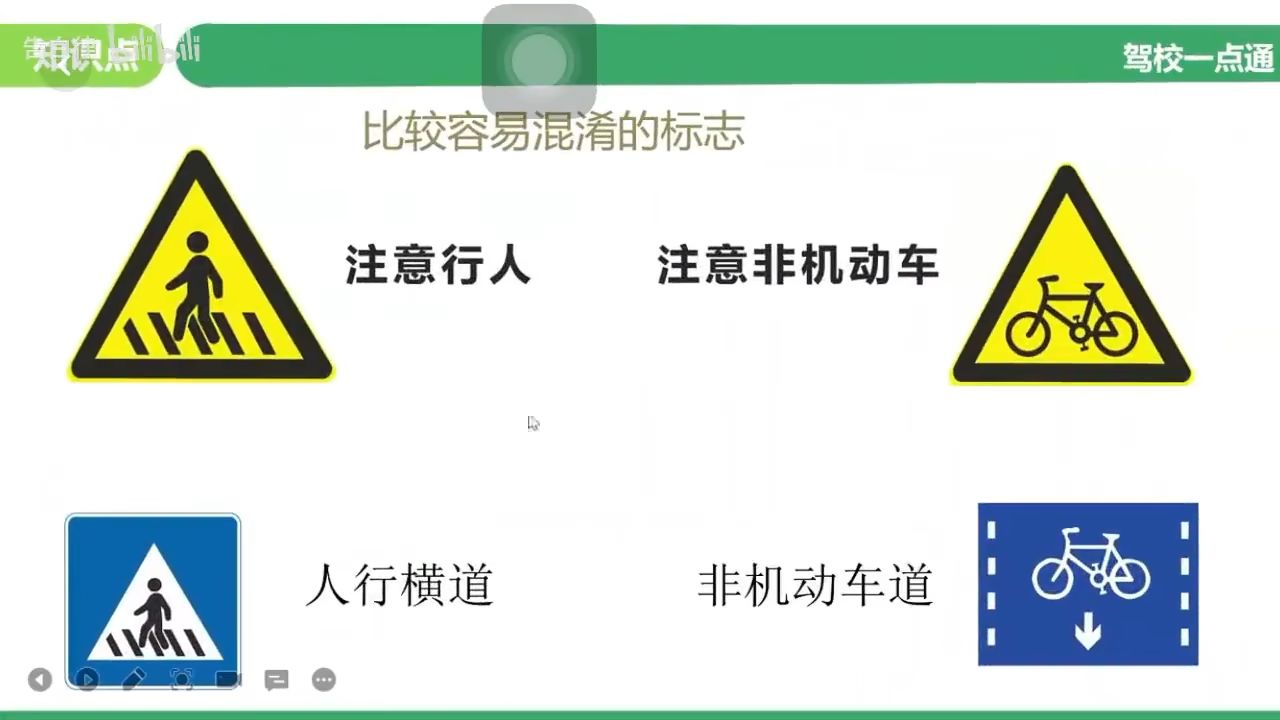 知识点
bilibili
驾校一点通
比较容易混淆的标志
注意行人
注意非机动车
人行横道
非机动车道